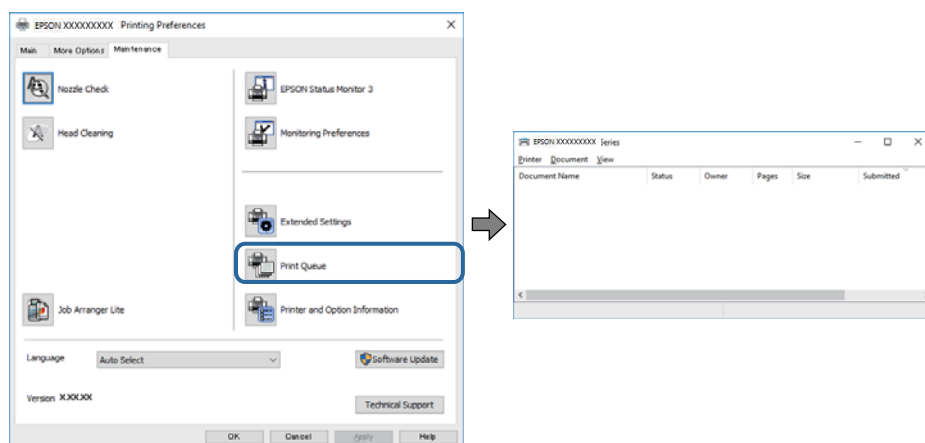 EPSON XXXXXXXXX Printing Preferences
Main More Options Maintenance
Nozzle Check
EPSON Status Monitor 3
Head Cleaning
Monitoring Preferences
Extended Settings
Print Queue
Job Arranger Lite
Printer and Option Information
Language Auto Select
Software Update
Version X.XX.XX
Technical Support
OK Cancel Apply Help
EPSON XXXXXXXXX Series
Printer Document View
Document Name Status Owner Pages Size Submitted